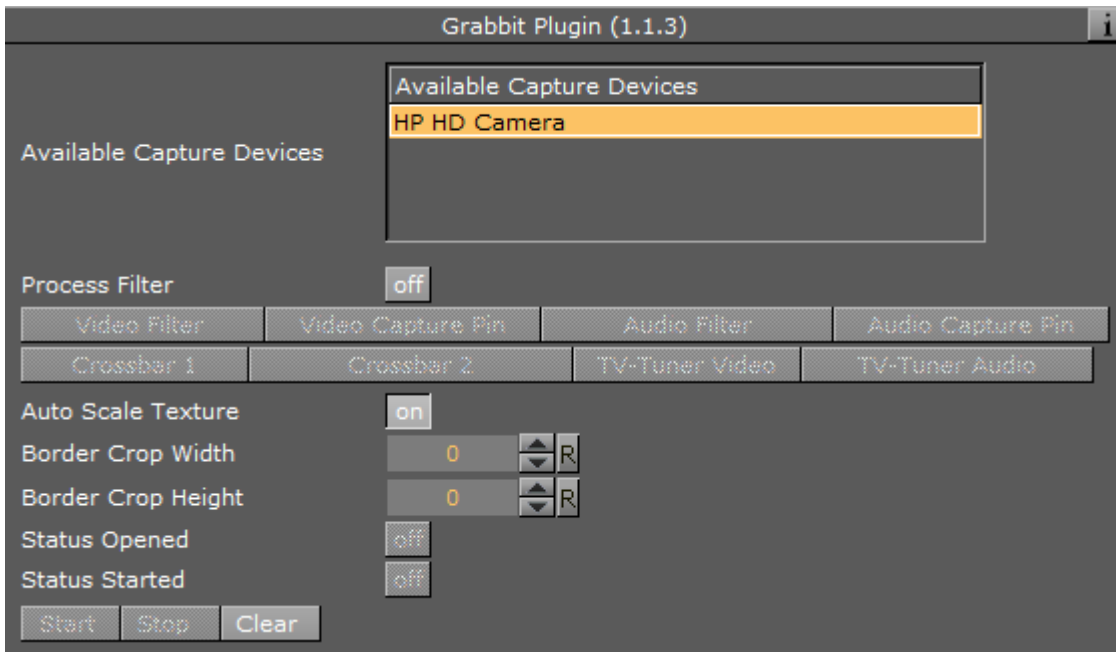 Grabbit Plugin (1.1.3) i
Available Capture Devices
HP HD Camera
Available Capture Devices
Process Filter off
Video Filter Video Capture Pin Audio Filter Audio Capture Pin
Crossbar 1 Crossbar 2 TV-Tuner Video TV-Tuner Audio
Auto Scale Texture on
Border Crop Width 0 R
Border Crop Height 0 R
Status Opened off
Status Started off
Start Stop Clear